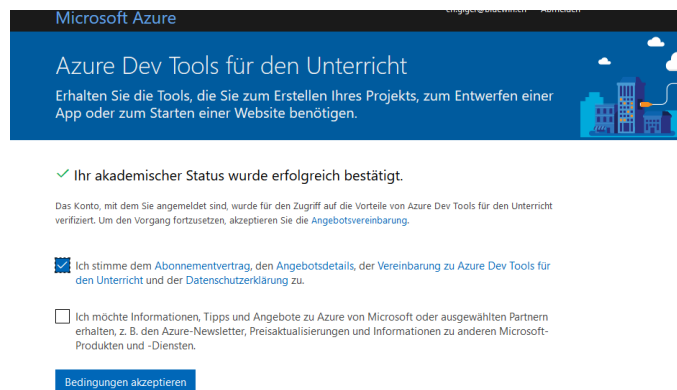 Microsoft Azure
Azure Dev Tools für den Unterricht
Erhalten Sie die Tools, die Sie zum Erstellen Ihres Projekts, zum Entwerfen einer
App oder zum Starten einer Website benötigen.
Ihr akademischer Status wurde erfolgreich bestätigt.
Das Konto, mit dem Sie angemeldet sind, wurde für den Zugriff auf die Vorteile von Azure Dev Tools für den Unterricht
verifiziert. Um den Vorgang fortzusetzen, akzeptieren Sie die Angebotsvereinbarung.
Ich stimme dem Abonnementvertrag, den Angebotsdetails, der Vereinbarung zu Azure Dev Tools für
den Unterricht und der Datenschutzerklärung zu.
Ich möchte Informationen, Tipps und Angebote zu Azure von Microsoft oder ausgewählten Partnern
erhalten, z. B. den Azure-Newsletter, Preisaktualisierungen und Informationen zu anderen Microsoft-
Produkten und -Diensten.
Bedingungen akzeptieren